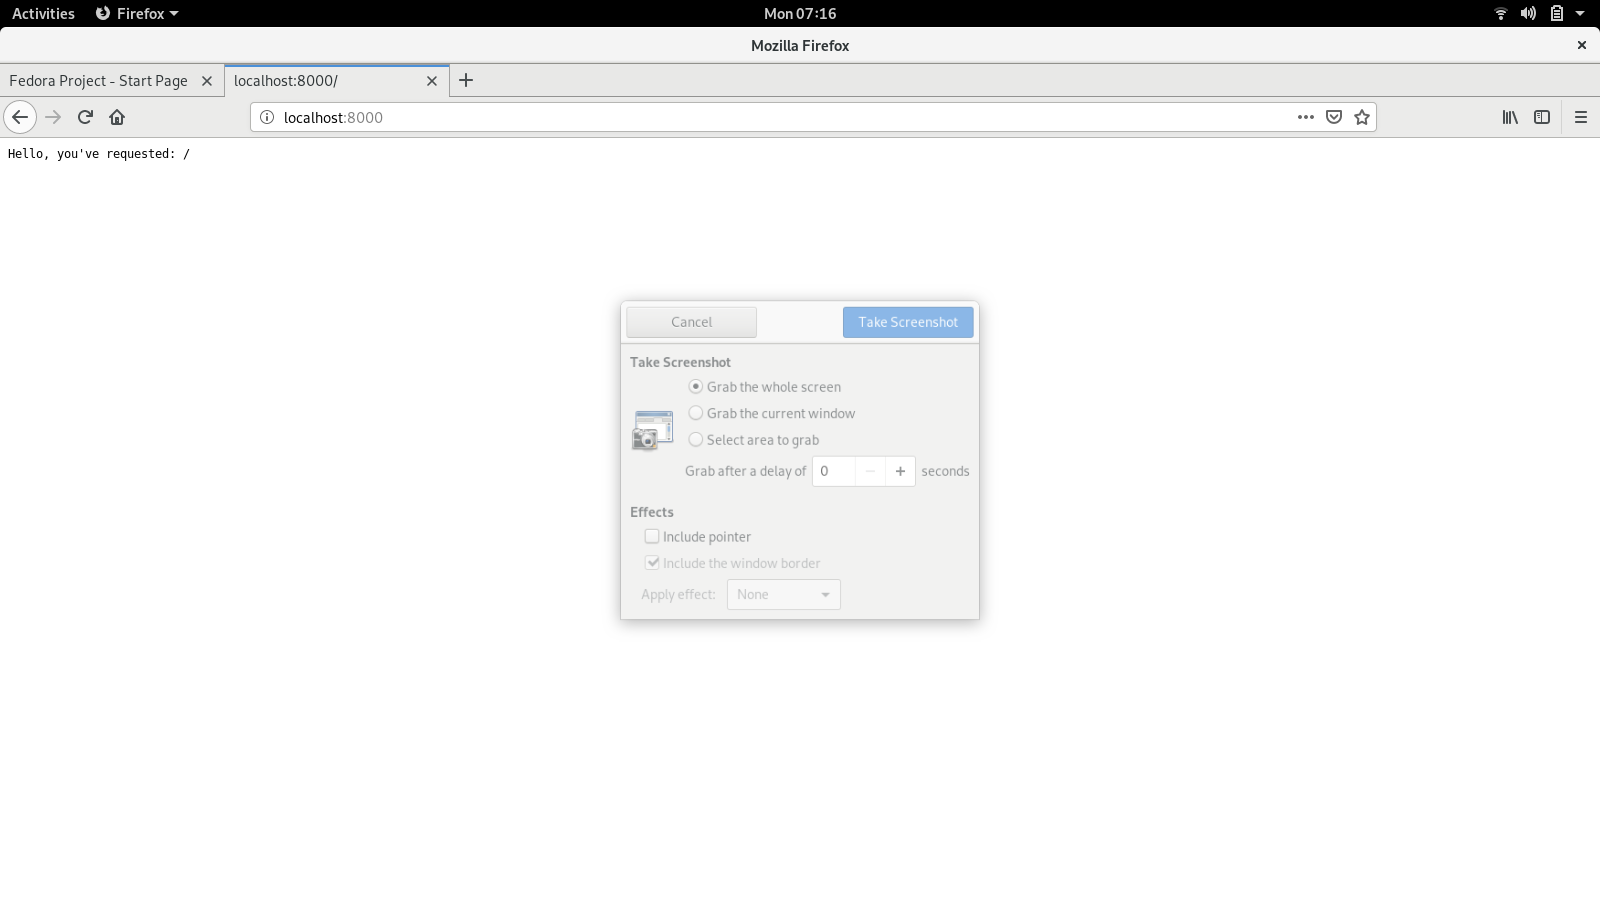 Activities Firefox Mon 07:16
Mozilla Firefox
Fedora Project - Start Page localhost:8000/
localhost:8000
Hello, you've requested: /
Cancel Take Screenshot
Take Screenshot
Grab the whole screen
Grab the current window
Select area to grab
Grab after a delay of 0 seconds
Effects
Include pointer
Include the window border
Apply effect: None